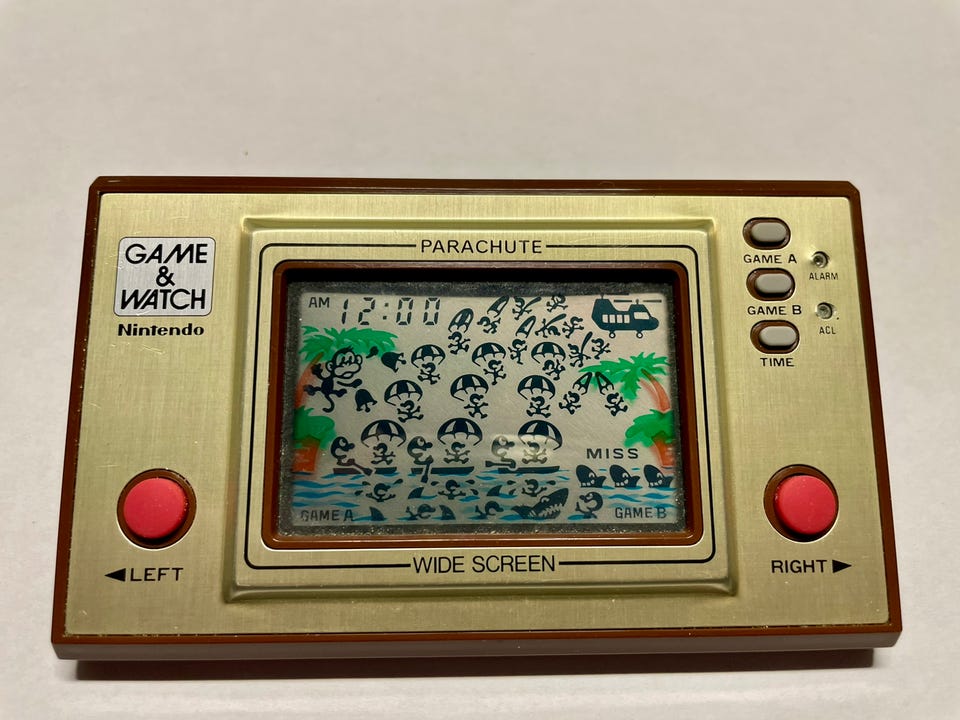 GAME
&
WATCH
Nintendo
PARACHUTE
AM 12:00
MISS
GAME A
GAME B
WIDE SCREEN
◀LEFT
GAME A
ALARM
GAME B
ACL
TIME
RIGHT▶